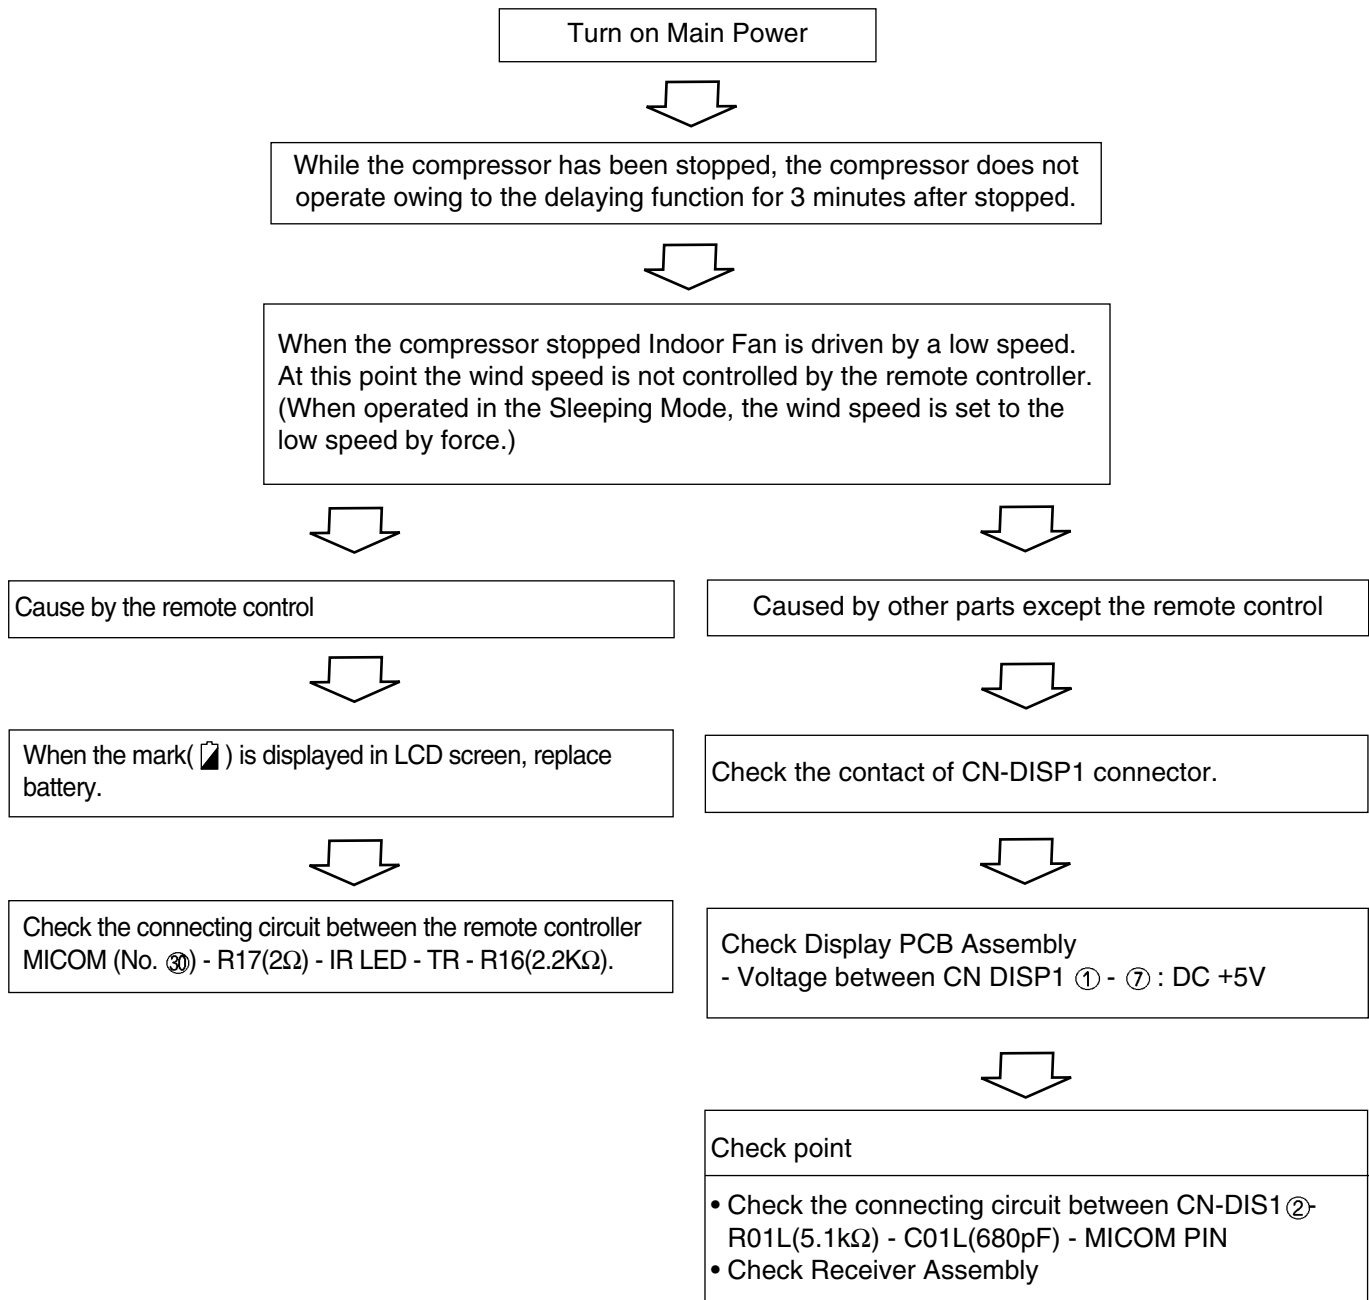 Turn on Main Power
While the compressor has been stopped, the compressor does not
operate owing to the delaying function for 3 minutes after stopped.
When the compressor stopped Indoor Fan is driven by a low speed.
At this point the wind speed is not controlled by the remote controller.
(When operated in the Sleeping Mode, the wind speed is set to the
low speed by force.)
Cause by the remote control
When the mark( ) is displayed in LCD screen, replace
battery.
Check the connecting circuit between the remote controller
MICOM (No. ㉚) - R17(2Ω) - IR LED - TR - R16(2.2KΩ).
Caused by other parts except the remote control
Check the contact of CN-DISP1 connector.
Check Display PCB Assembly
- Voltage between CN DISP1 ① - ⑦ : DC +5V
Check point
• Check the connecting circuit between CN-DIS1②-
R01L(5.1kΩ) - C01L(680pF) - MICOM PIN
• Check Receiver Assembly